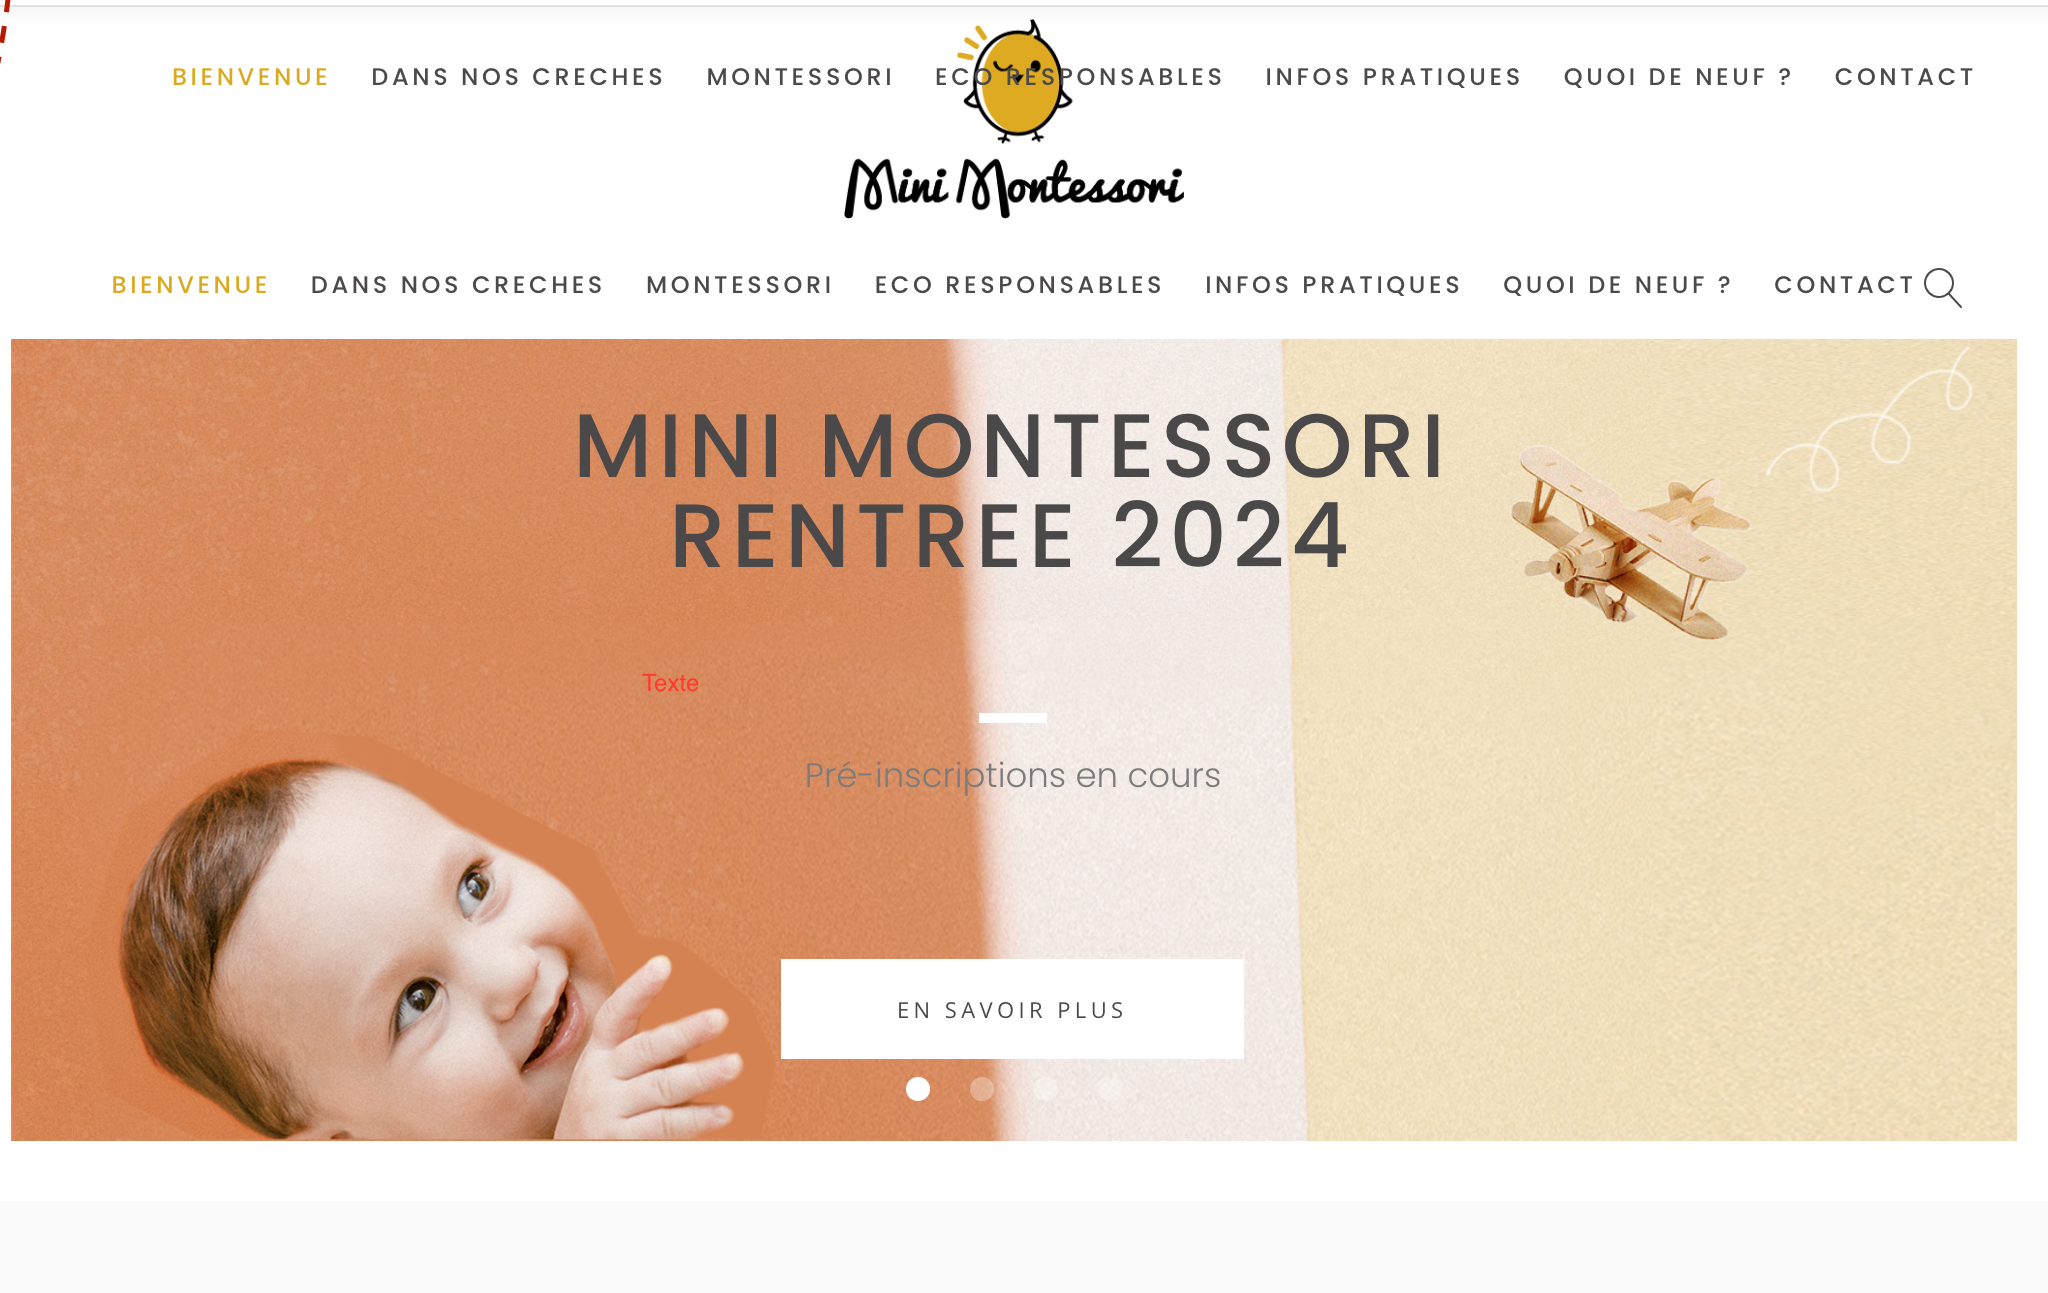 BIENVENUE DANS NOS CRECHES MONTESSORI ECO RESPONSABLES INFOS PRATIQUES QUOI DE NEUF ? CONTACT
Mini Montessori
BIENVENUE DANS NOS CRECHES MONTESSORI ECO RESPONSABLES INFOS PRATIQUES QUOI DE NEUF ? CONTACT
MINI MONTESSORI
RENTREE 2024
Texte
Pré-inscriptions en cours
EN SAVOIR PLUS